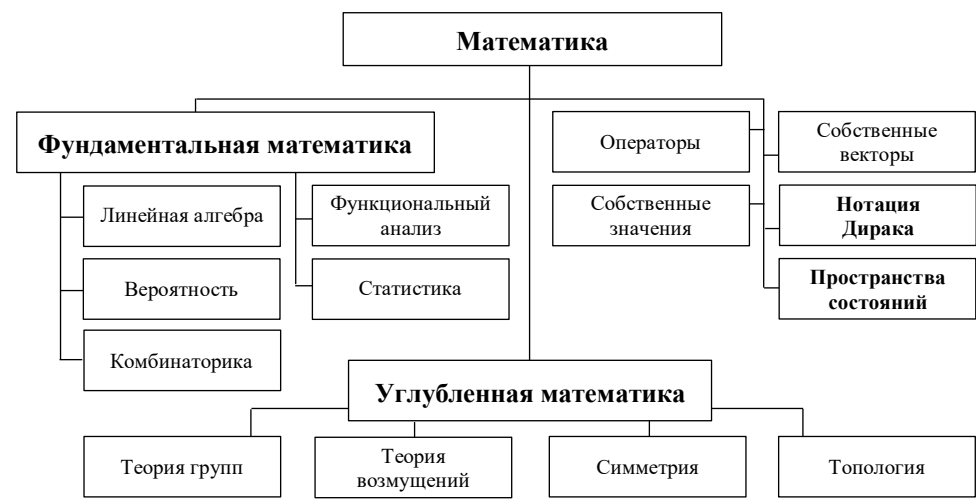 Математика
Фундаментальная математика
Линейная алгебра
Функциональный
анализ
Вероятность
Статистика
Комбинаторика
Операторы
Собственные
векторы
Собственные
значения
Нотация
Дирака
Пространства
состояний
Углубленная математика
Теория групп
Теория
возмущений
Симметрия
Топология